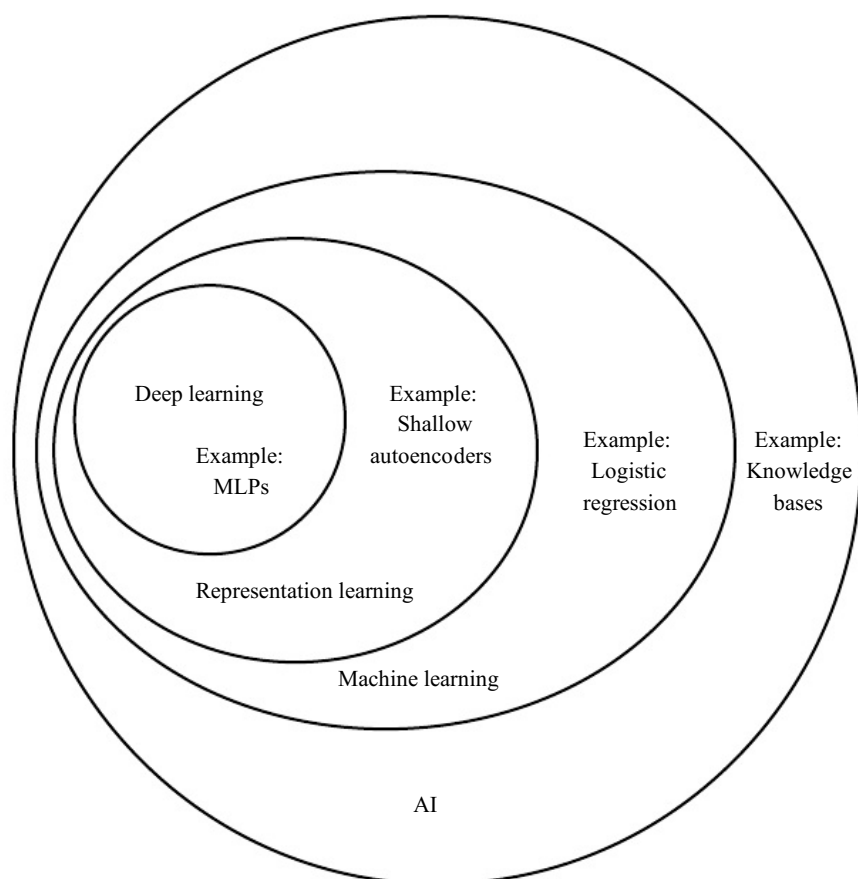 Deep learning
Example:
MLPs
Example:
Shallow
autoencoders
Example:
Logistic
regression
Example:
Knowledge
bases
Representation learning
Machine learning
AI